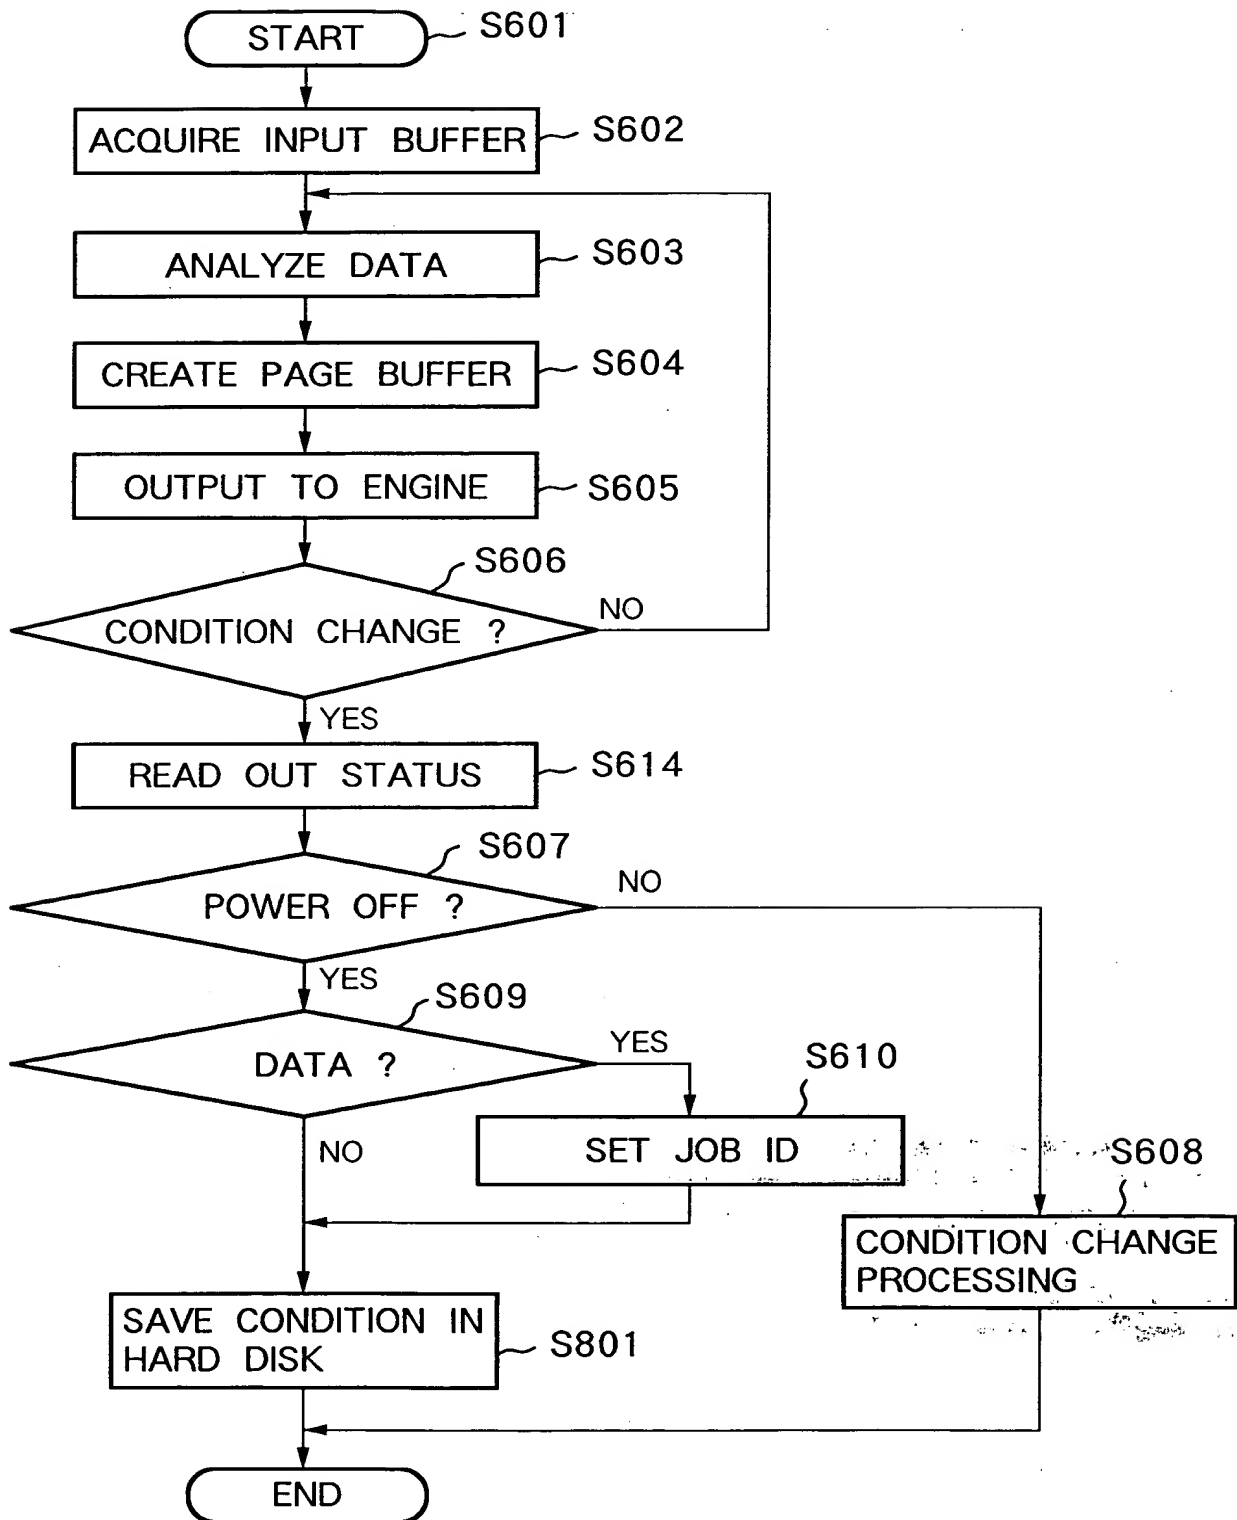 START
S601
ACQUIRE INPUT BUFFER
S602
ANALYZE DATA
S603
CREATE PAGE BUFFER
S604
OUTPUT TO ENGINE
S605
S606
CONDITION CHANGE ?
NO
YES
READ OUT STATUS
S614
S607
POWER OFF ?
NO
YES
S609
DATA ?
YES
S610
NO
SET JOB ID
S608
CONDITION CHANGE
PROCESSING
SAVE CONDITION IN
HARD DISK
S801
END